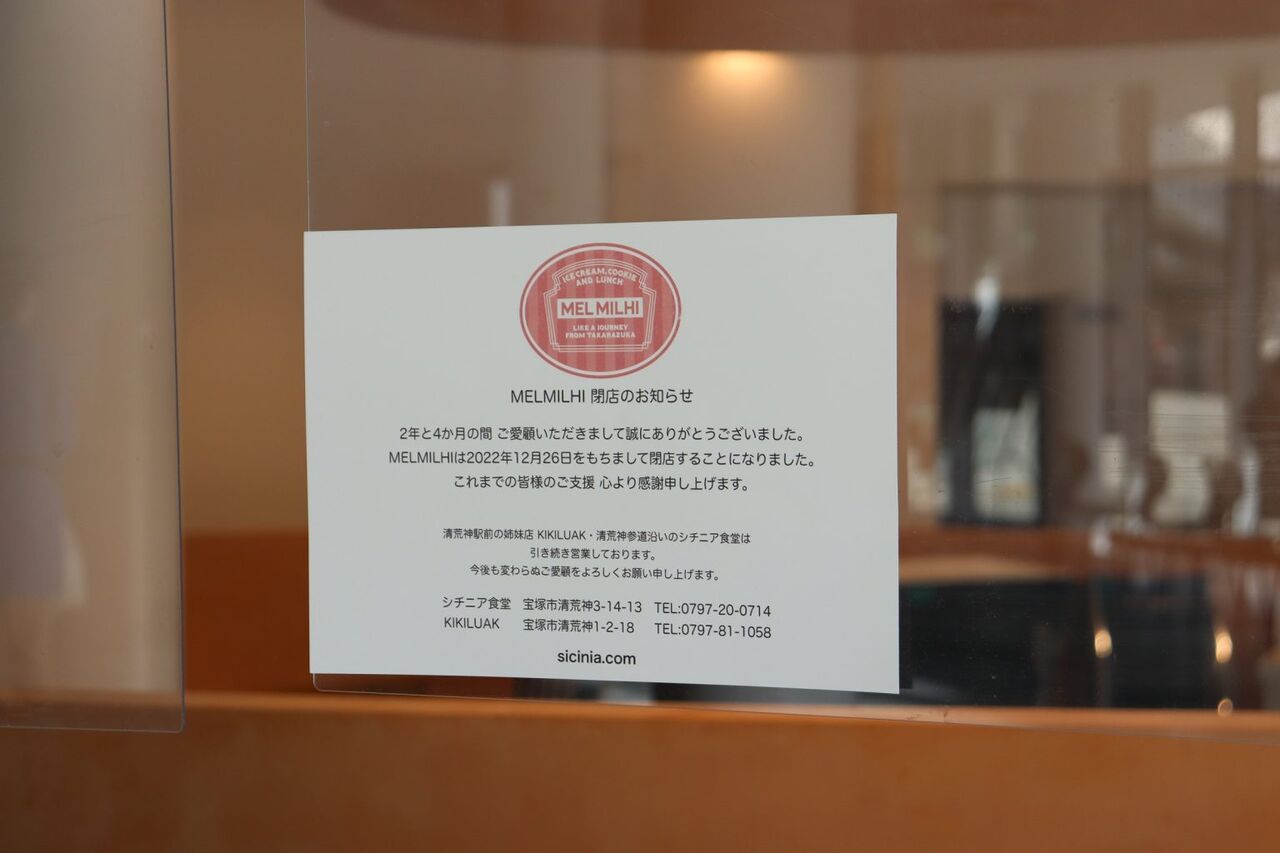 ICE CREAM, COOKIE
AND LUNCH
MEL MILHI
LIKE A JOURNEY
FROM TAKARAZUKA
MELMILHI 閉店のお知らせ
2年と4か月の間 ご愛顧いただきまして誠にありがとうございました。
MELMILHIは2022年12月26日をもちまして閉店することになりました。
これまでの皆様のご支援 心より感謝申し上げます。
清荒神駅前の姉妹店 KIKILUAK・清荒神参道沿いのシチニア食堂は
引き続き営業しております。
今後も変わらぬご愛顧をよろしくお願い申し上げます。
シチニア食堂 宝塚市清荒神3-14-13 TEL:0797-20-0714
KIKILUAK 宝塚市清荒神1-2-18 TEL:0797-81-1058
sicinia.com